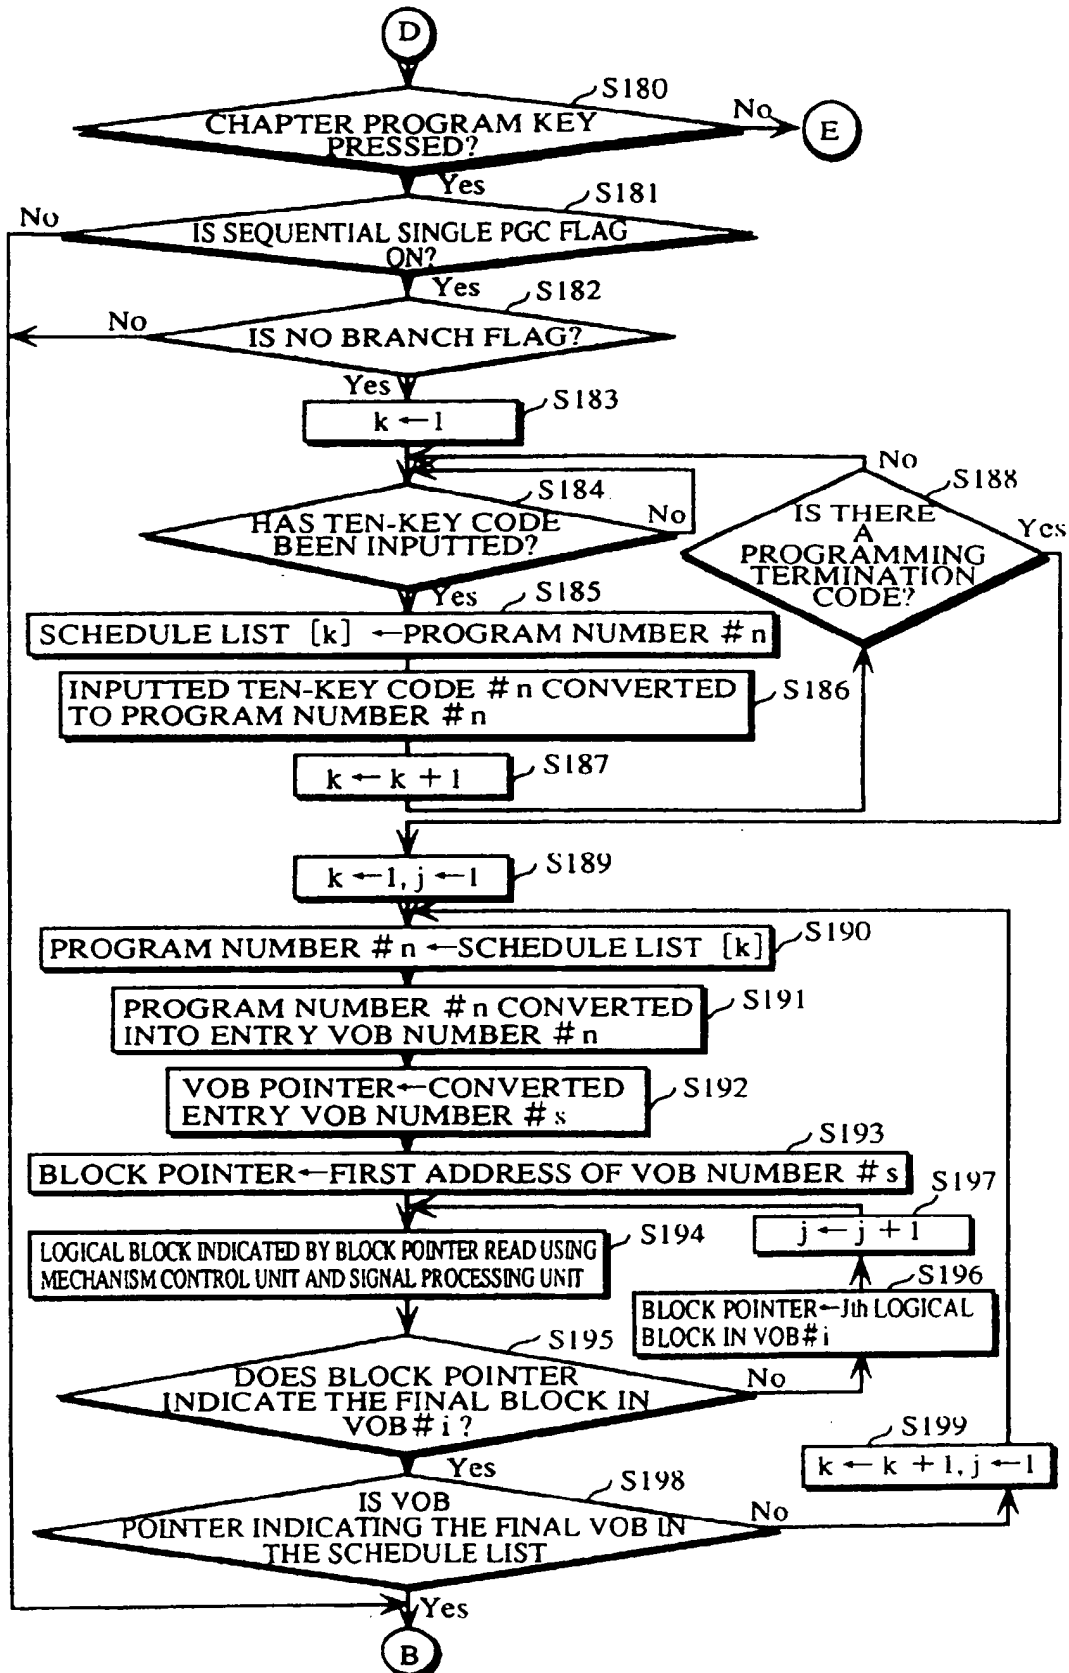 D
S180
CHAPTER PROGRAM KEY
PRESSED?
No
E
Yes
S181
No
IS SEQUENTIAL SINGLE PGC FLAG
ON?
Yes
S182
No
IS NO BRANCH FLAG?
Yes
S183
k ← 1
No
S184
S188
HAS TEN-KEY CODE
BEEN INPUTTED?
No
IS THERE
A
PROGRAMMING
TERMINATION
CODE?
Yes
Yes
S185
SCHEDULE LIST [k] ←PROGRAM NUMBER #n
S186
INPUTTED TEN-KEY CODE #n CONVERTED
TO PROGRAM NUMBER #n
S187
k ← k + 1
S189
k ←1, j ←1
S190
PROGRAM NUMBER #n ←SCHEDULE LIST [k]
S191
PROGRAM NUMBER #n CONVERTED
INTO ENTRY VOB NUMBER #n
S192
VOB POINTER←CONVERTED
ENTRY VOB NUMBER #s
S193
BLOCK POINTER←FIRST ADDRESS OF VOB NUMBER #s
S197
j ← j + 1
S194
LOGICAL BLOCK INDICATED BY BLOCK POINTER READ USING
MECHANISM CONTROL UNIT AND SIGNAL PROCESSING UNIT
S196
BLOCK POINTER←Jth LOGICAL
BLOCK IN VOB#i
S195
DOES BLOCK POINTER
INDICATE THE FINAL BLOCK IN
VOB#i?
No
Yes
S199
k ← k + 1, j ←1
S198
IS VOB
POINTER INDICATING THE FINAL VOB IN
THE SCHEDULE LIST
No
Yes
B